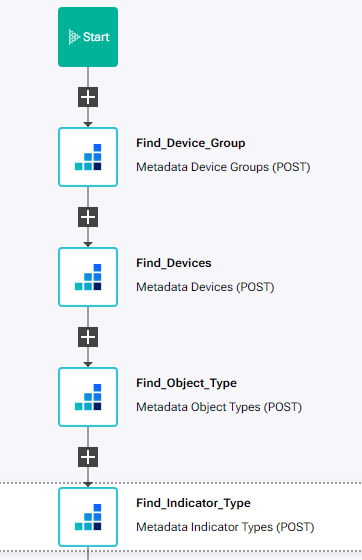 Start
Find_Device_Group
Metadata Device Groups (POST)
Find_Devices
Metadata Devices (POST)
Find_Object_Type
Metadata Object Types (POST)
Find_Indicator_Type
Metadata Indicator Types (POST)